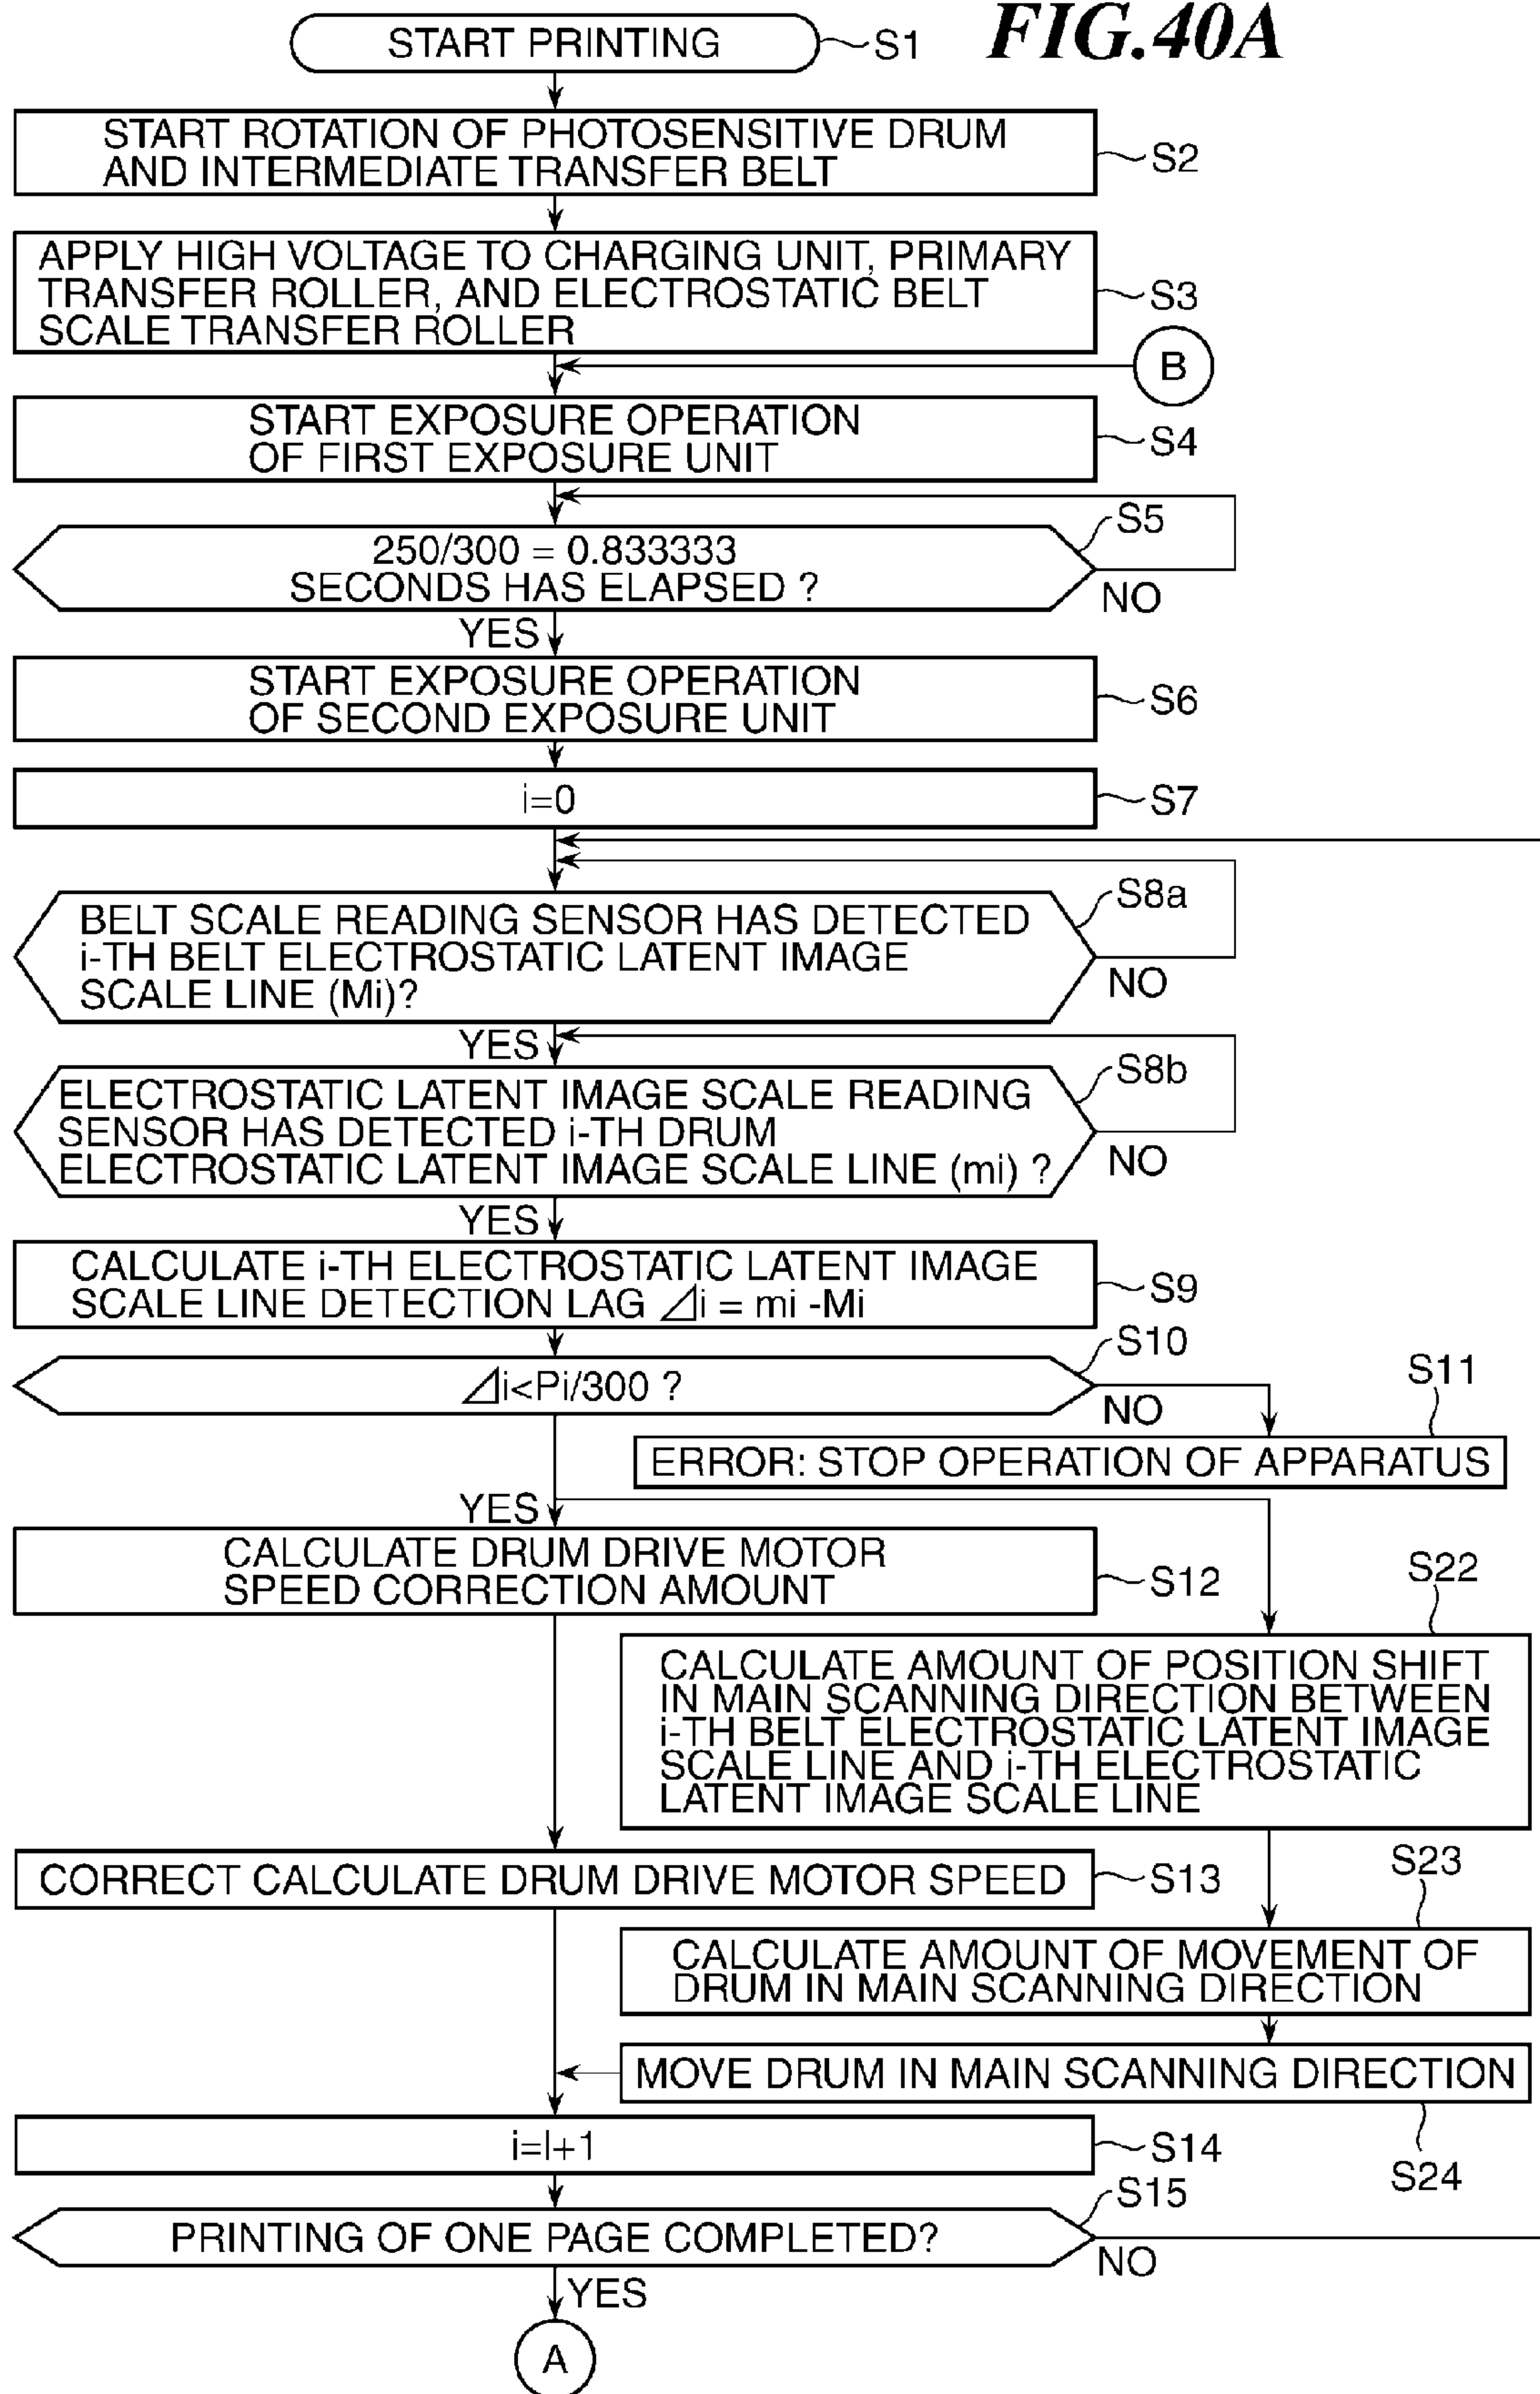 FIG.40A
START PRINTING
S1
START ROTATION OF PHOTOSENSITIVE DRUM
AND INTERMEDIATE TRANSFER BELT
S2
APPLY HIGH VOLTAGE TO CHARGING UNIT, PRIMARY
TRANSFER ROLLER, AND ELECTROSTATIC BELT
SCALE TRANSFER ROLLER
S3
B
START EXPOSURE OPERATION
OF FIRST EXPOSURE UNIT
S4
S5
250/300 = 0.833333
SECONDS HAS ELAPSED ?
NO
YES
START EXPOSURE OPERATION
OF SECOND EXPOSURE UNIT
S6
i=0
S7
S8a
BELT SCALE READING SENSOR HAS DETECTED
i-TH BELT ELECTROSTATIC LATENT IMAGE
SCALE LINE (Mi)?
NO
YES
S8b
ELECTROSTATIC LATENT IMAGE SCALE READING
SENSOR HAS DETECTED i-TH DRUM
ELECTROSTATIC LATENT IMAGE SCALE LINE (mi) ?
NO
YES
CALCULATE i-TH ELECTROSTATIC LATENT IMAGE
SCALE LINE DETECTION LAG ⊿i = mi -Mi
S9
S10
⊿i<Pi/300 ?
NO
S11
ERROR: STOP OPERATION OF APPARATUS
YES
CALCULATE DRUM DRIVE MOTOR
SPEED CORRECTION AMOUNT
S12
S22
CALCULATE AMOUNT OF POSITION SHIFT
IN MAIN SCANNING DIRECTION BETWEEN
i-TH BELT ELECTROSTATIC LATENT IMAGE
SCALE LINE AND i-TH ELECTROSTATIC
LATENT IMAGE SCALE LINE
CORRECT CALCULATE DRUM DRIVE MOTOR SPEED
S13
S23
CALCULATE AMOUNT OF MOVEMENT OF
DRUM IN MAIN SCANNING DIRECTION
MOVE DRUM IN MAIN SCANNING DIRECTION
S24
i=I+1
S14
S15
PRINTING OF ONE PAGE COMPLETED?
NO
YES
A